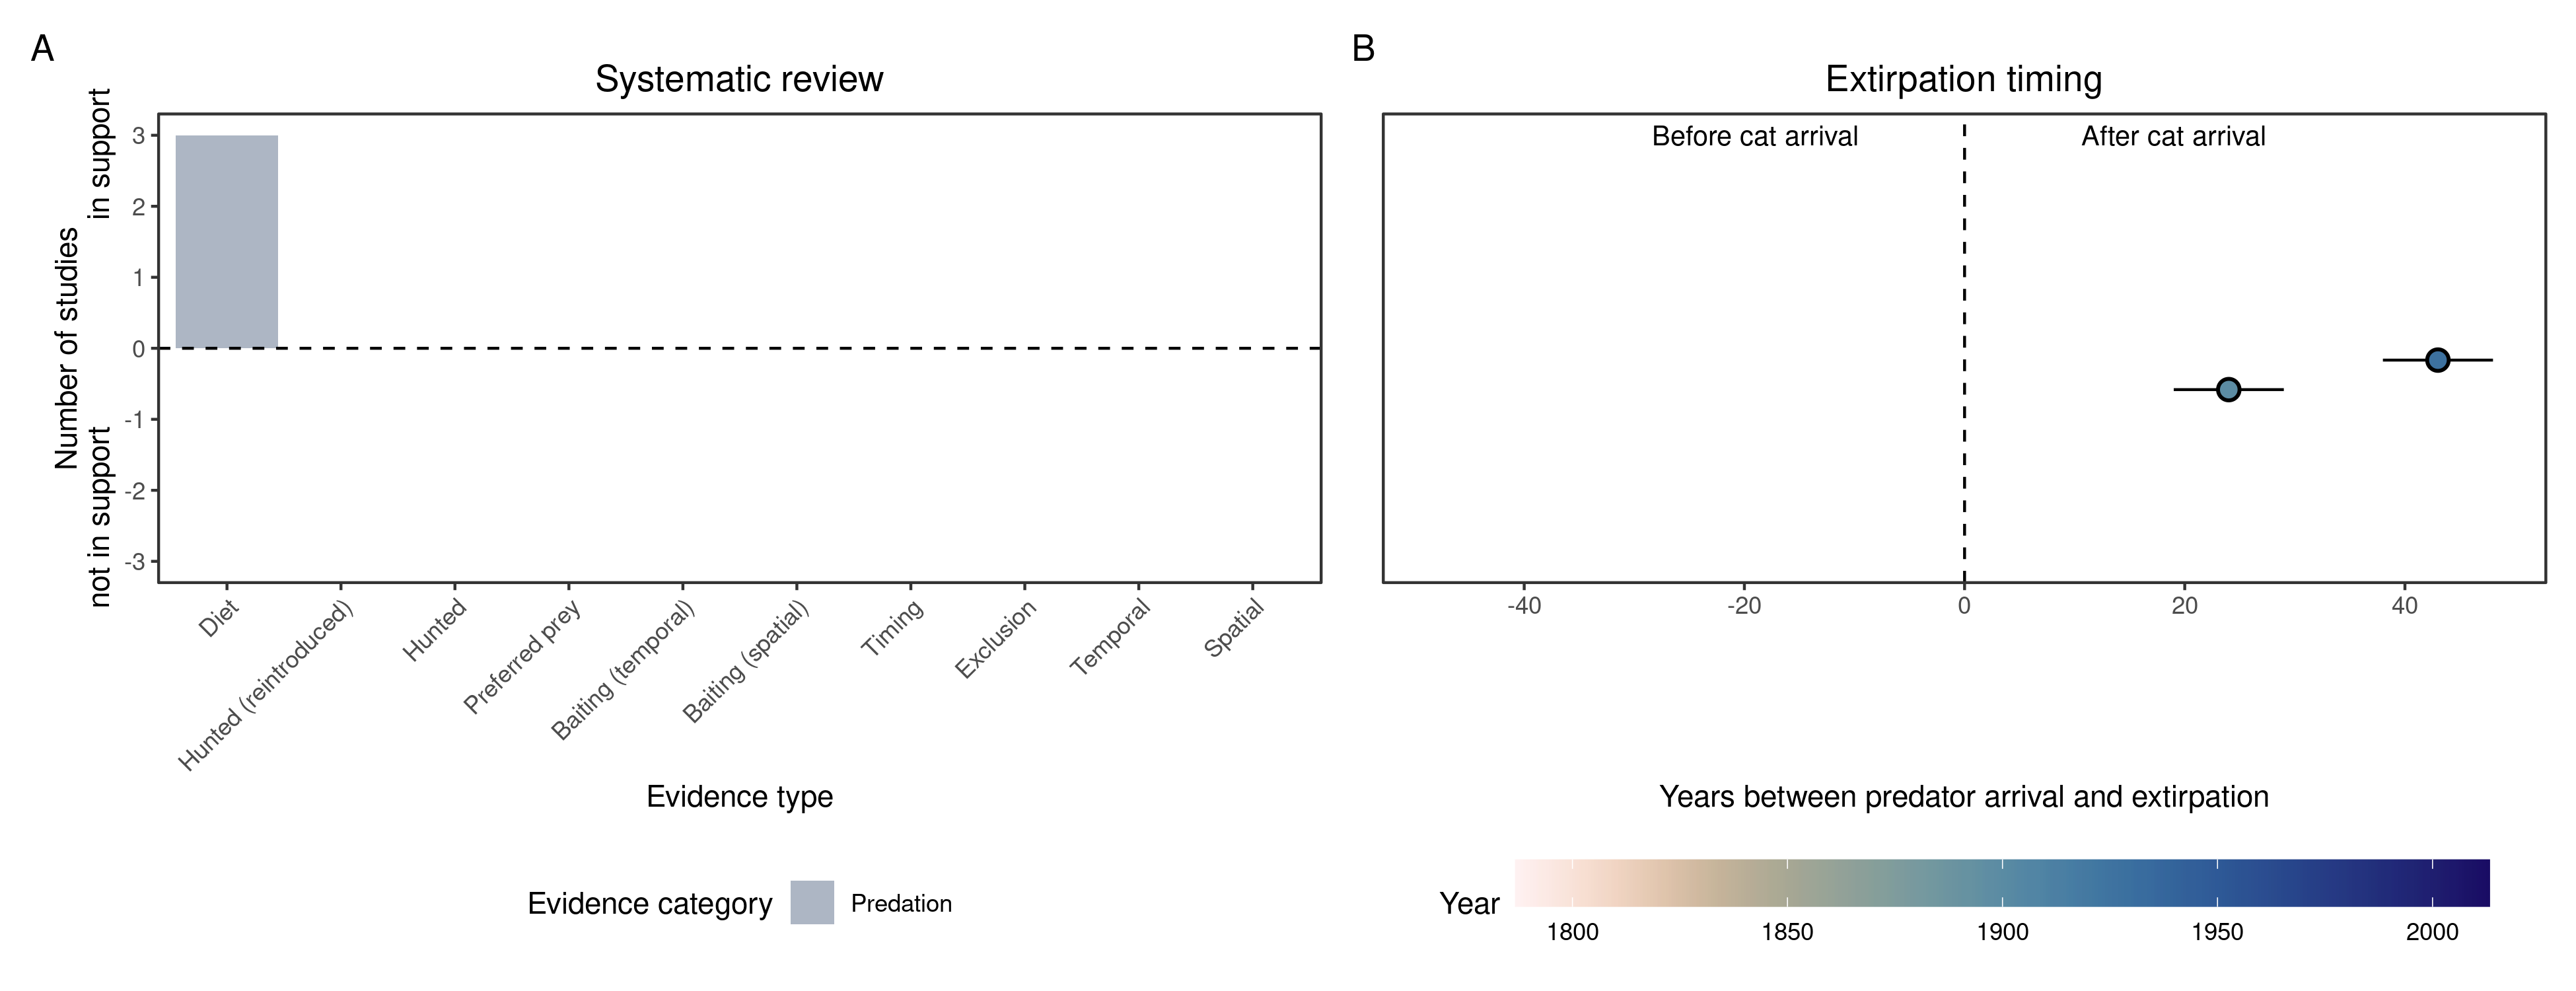 A
Systematic review
Number of studies
not in support
in support
3
2
1
0
-1
-2
-3
Diet
Hunted (reintroduced)
Hunted
Preferred prey
Baiting (temporal)
Baiting (spatial)
Timing
Exclusion
Temporal
Spatial
Evidence type
Evidence category
Predation
B
Extirpation timing
Before cat arrival
After cat arrival
-40
-20
0
20
40
Years between predator arrival and extirpation
Year
1800
1850
1900
1950
2000